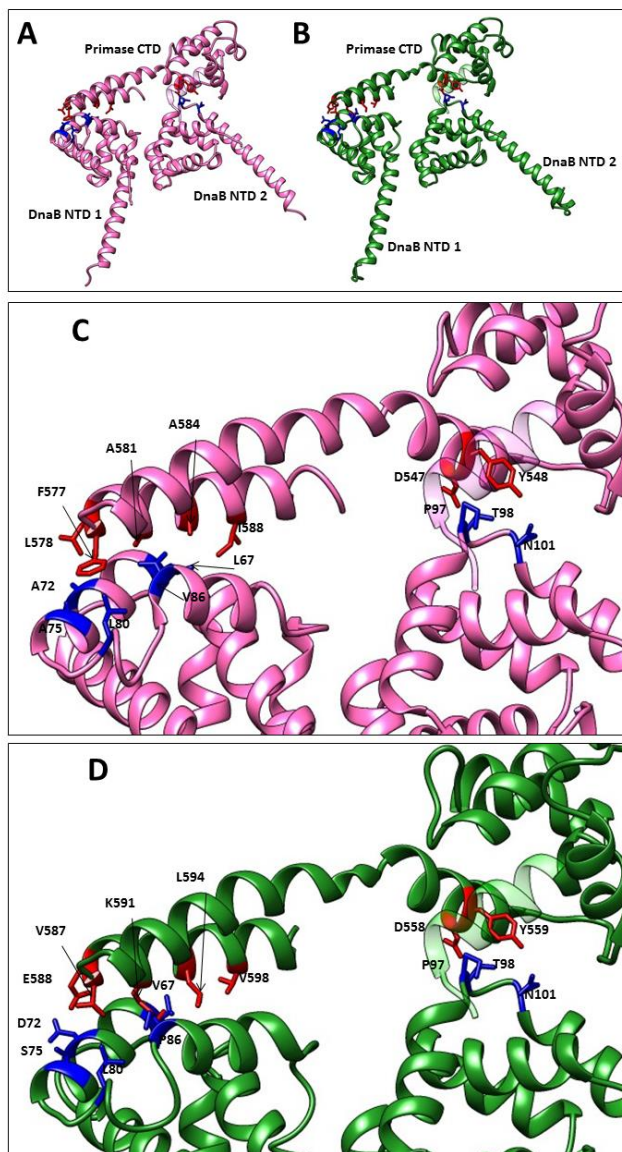 A
Primase CTD
DnaB NTD 1
DnaB NTD 2
B
Primase CTD
DnaB NTD 2
DnaB NTD 1
C
A584
A581
F577
L578
I588
D547
Y548
P97
T98
N101
L67
A72
V86
A75
L80
D
L594
K591
V587
V67
V598
E588
D558
Y559
P97
T98
N101
D72
P86
S75
L80